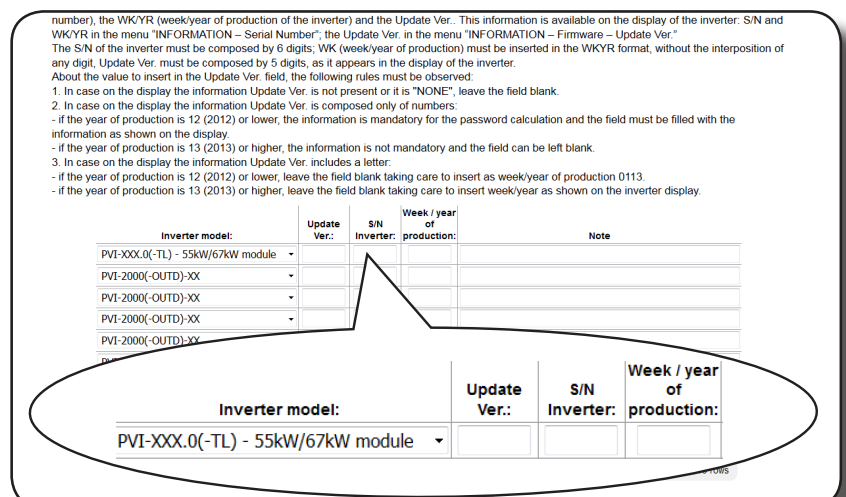 number), the WK/YR (week/year of production of the inverter) and the Update Ver.. This information is available on the display of the inverter: S/N and
WK/YR in the menu “INFORMATION – Serial Number”; the Update Ver. in the menu “INFORMATION – Firmware – Update Ver.”
The S/N of the inverter must be composed by 6 digits; WK (week/year of production) must be inserted in the WKYR format, without the interposition of
any digit, Update Ver. must be composed by 5 digits, as it appears in the display of the inverter.
About the value to insert in the Update Ver. field, the following rules must be observed:
1. In case on the display the information Update Ver. is not present or it is "NONE", leave the field blank.
2. In case on the display the information Update Ver. is composed only of numbers:
- if the year of production is 12 (2012) or lower, the information is mandatory for the password calculation and the field must be filled with the
information as shown on the display.
- if the year of production is 13 (2013) or higher, the information is not mandatory and the field can be left blank.
3. In case on the display the information Update Ver. includes a letter:
- if the year of production is 12 (2012) or lower, leave the field blank taking care to insert as week/year of production 0113.
- if the year of production is 13 (2013) or higher, leave the field blank taking care to insert week/year as shown on the inverter display.
Inverter model: Update Ver.: S/N Inverter: Week / year of production: Note
PVI-XXX.0(-TL) - 55kW/67kW module
PVI-2000(-OUTD)-XX
PVI-2000(-OUTD)-XX
PVI-2000(-OUTD)-XX
PVI-2000(-OUTD)-XX
Inverter model: Update Ver.: S/N Inverter: Week / year of production:
PVI-XXX.0(-TL) - 55kW/67kW module